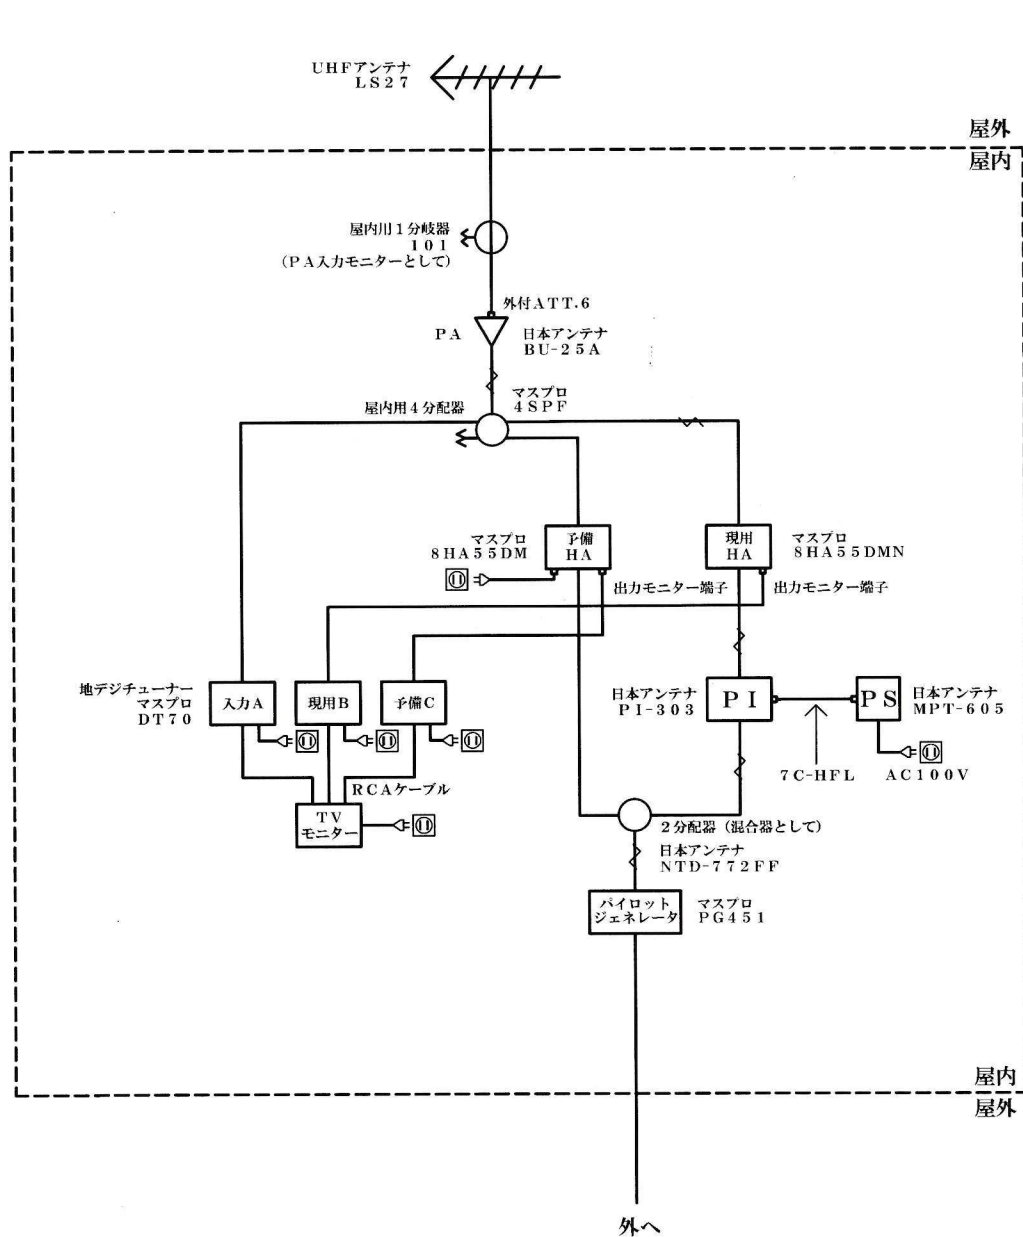 UHFアンテナ
LS27
屋外
屋内
屋内用1分岐器
101
(PA入力モニターとして)
外付ATT.6
PA
日本アンテナ
BU-25A
マスプロ
4SPF
屋内用4分配器
マスプロ
8HA55DM
予備
HA
現用
HA
マスプロ
8HA55DMN
出力モニター端子
出力モニター端子
地デジチューナー
マスプロ
DT70
入力A
現用B
予備C
日本アンテナ
PI-303
PI
PS
日本アンテナ
MPT-605
7C-HFL
AC100V
RCAケーブル
TV
モニター
2分配器(混合器として)
日本アンテナ
NTD-772FF
パイロット
ジェネレータ
マスプロ
PG451
屋内
屋外
外へ